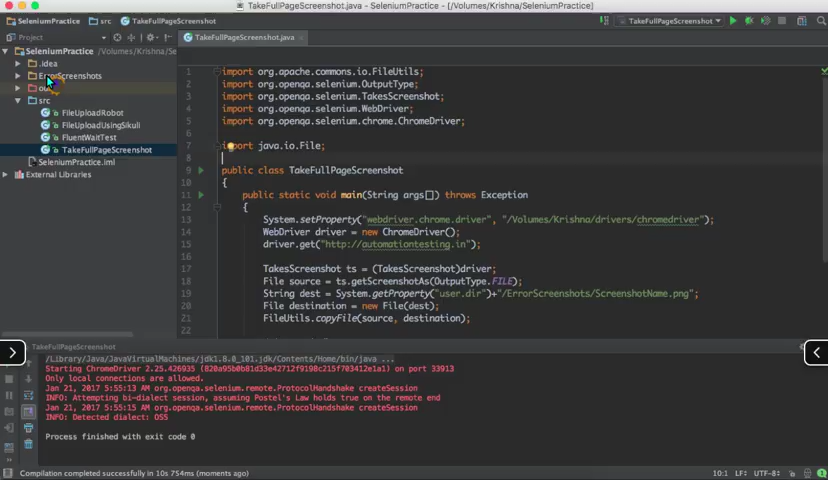 TakeFullPageScreenshot.java - SeleniumPractice - [/Volumes/Krishna/SeleniumPractice]
SeleniumPractice
src
TakeFullPageScreenshot
TakeFullPageScreenshot
Project
TakeFullPageScreenshot.java
SeleniumPractice /Volumes/Krishna/Se
.idea
ErrorScreenshots
src
FileUploadRobot
FileUploadUsingSikuli
FluentWaitTest
TakeFullPageScreenshot
SeleniumPractice.iml
External Libraries
1 import org.apache.commons.io.FileUtils;
2 import org.openqa.selenium.OutputType;
3 import org.openqa.selenium.TakesScreenshot;
4 import org.openqa.selenium.WebDriver;
5 import org.openqa.selenium.chrome.ChromeDriver;
6
7 import java.io.File;
8
9 public class TakeFullPageScreenshot
10 {
11 public static void main(String args[]) throws Exception
12 {
13 System.setProperty("webdriver.chrome.driver", "/Volumes/Krishna/drivers/chromedriver");
14 WebDriver driver = new ChromeDriver();
15 driver.get("http://automationtesting.in");
16
17 TakesScreenshot ts = (TakesScreenshot)driver;
18 File source = ts.getScreenshotAs(OutputType.FILE);
19 String dest = System.getProperty("user.dir")+"/ErrorScreenshots/ScreenshotName.png";
20 File destination = new File(dest);
21 FileUtils.copyFile(source, destination);
22
TakeFullPageScreenshot
/Library/Java/JavaVirtualMachines/jdk1.8.0_101.jdk/Contents/Home/bin/java ...
Starting ChromeDriver 2.25.426935 (820a95b0b81d33e42712f9198c215f703412e1a1) on port 33913
Only local connections are allowed.
Jan 21, 2017 5:55:13 AM org.openqa.selenium.remote.ProtocolHandshake createSession
INFO: Attempting bi-dialect session, assuming Postel's Law holds true on the remote end
Jan 21, 2017 5:55:15 AM org.openqa.selenium.remote.ProtocolHandshake createSession
INFO: Detected dialect: OSS
Process finished with exit code 0
Compilation completed successfully in 10s 754ms (moments ago)
10:1 LF÷ UTF-8÷